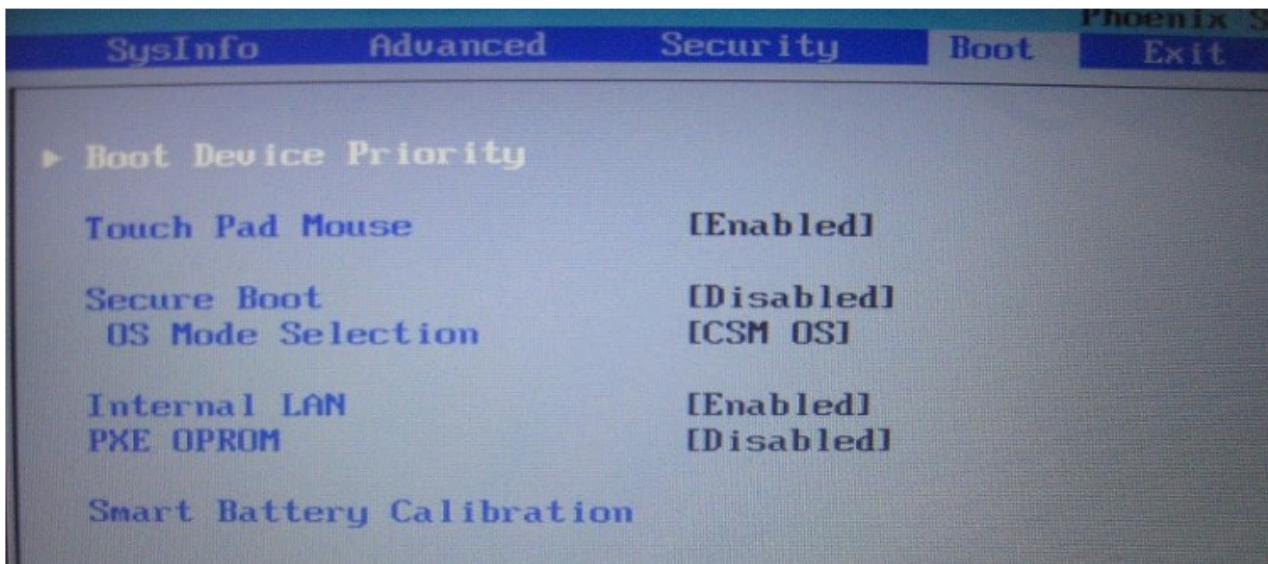 Phoenix S
SysInfo Advanced Security Boot Exit
Boot Device Priority
Touch Pad Mouse [Enabled]
Secure Boot [Disabled]
OS Mode Selection [CSM OS]
Internal LAN [Enabled]
PXE OPROM [Disabled]
Smart Battery Calibration